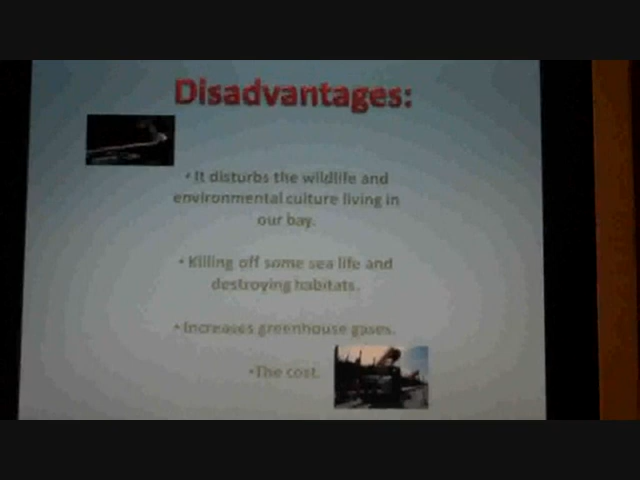 Disadvantages:
• It disturbs the wildlife and
environmental culture living in
our bay.
• Killing off some sea life and
destroying habitats.
• Increases greenhouse gases.
•The cost.